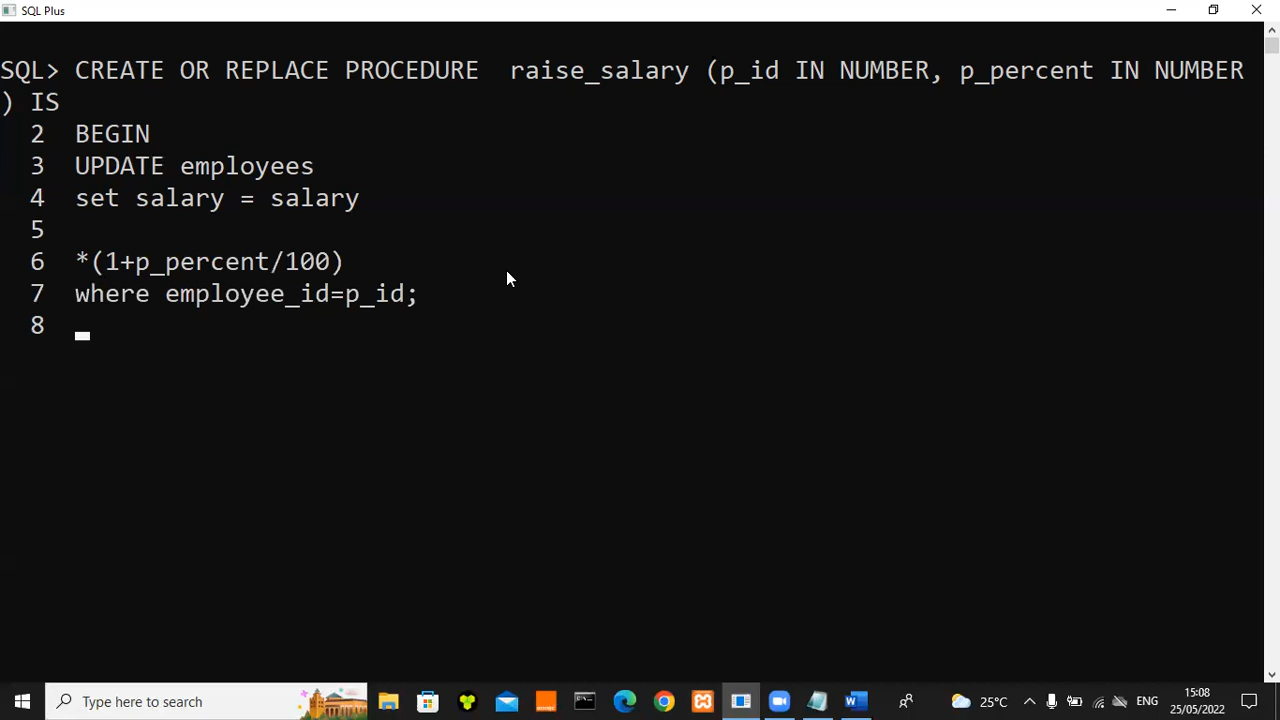 SQL Plus
SQL> CREATE OR REPLACE PROCEDURE  raise_salary (p_id IN NUMBER, p_percent IN NUMBER
) IS
2 BEGIN
3 UPDATE employees
4 set salary = salary
5
6 *(1+p_percent/100)
7 where employee_id=p_id;
8
Type here to search
25°C
ENG
15:08
25/05/2022